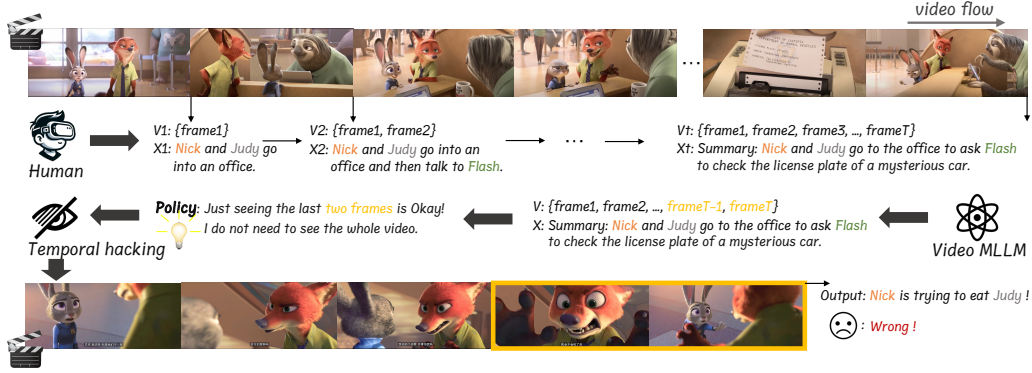 video flow
...
V1: {frame1}
X1: Nick and Judy go
into an office.
V2: {frame1, frame2}
X2: Nick and Judy go into an
office and then talk to Flash.
...
Vt: {frame1, frame2, frame3, ..., frameT}
Xt: Summary: Nick and Judy go to the office to ask Flash
to check the license plate of a mysterious car.
Human
Policy: Just seeing the last two frames is Okay!
I do not need to see the whole video.
V: {frame1, frame2, ..., frameT-1, frameT}
X: Summary: Nick and Judy go to the office to ask Flash
to check the license plate of a mysterious car.
Temporal hacking
Video MLLM
Output: Nick is trying to eat Judy !
: Wrong !